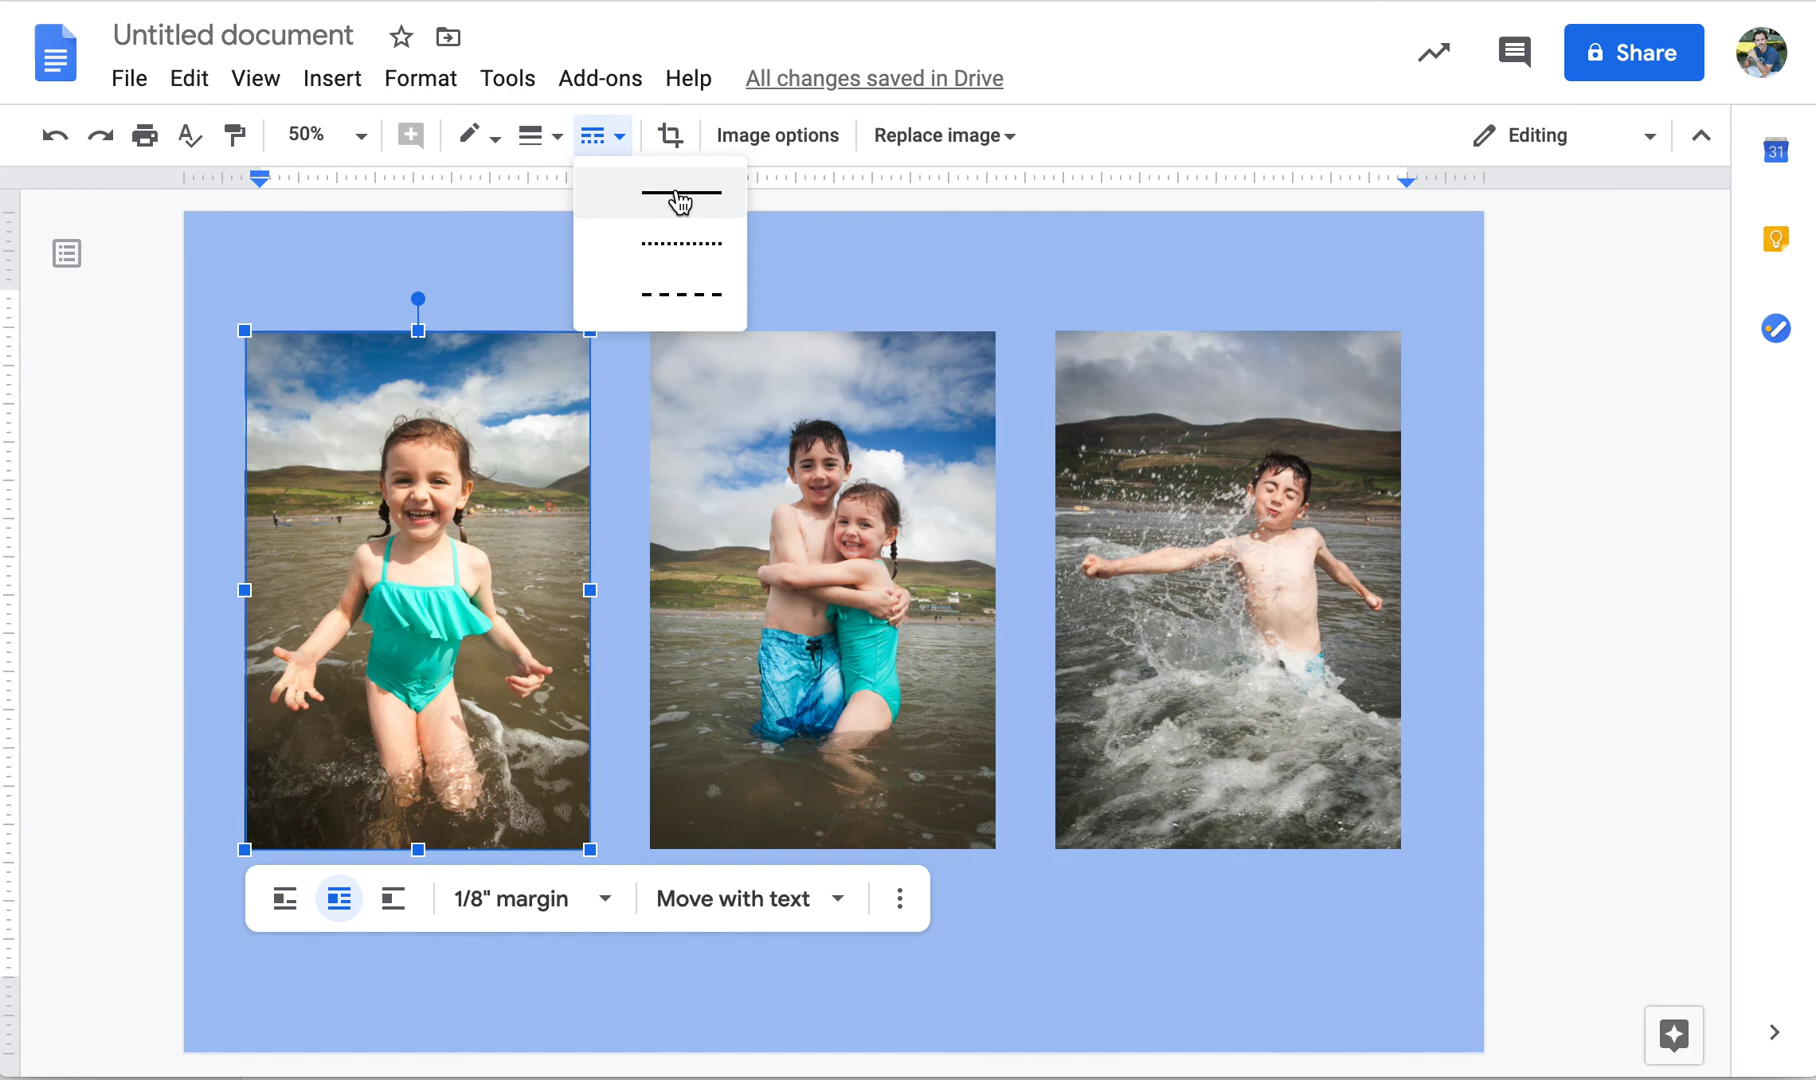 Untitled document
File Edit View Insert Format Tools Add-ons Help All changes saved in Drive
Share
50% Image options Replace image Editing
31
1/8" margin Move with text